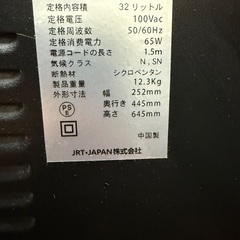 定格内容積 32リットル
定格電圧 100Vac
定格周波数 50/60Hz
定格消費電力 65W
電源コードの長さ 1.5m
気候クラス N , SN
断熱材 シクロペンタン
製品重量 12.3Kg
外形寸法 幅 252mm
奥行き 445mm
高さ 645mm
PS
E
中国製
JRT-JAPAN株式会社